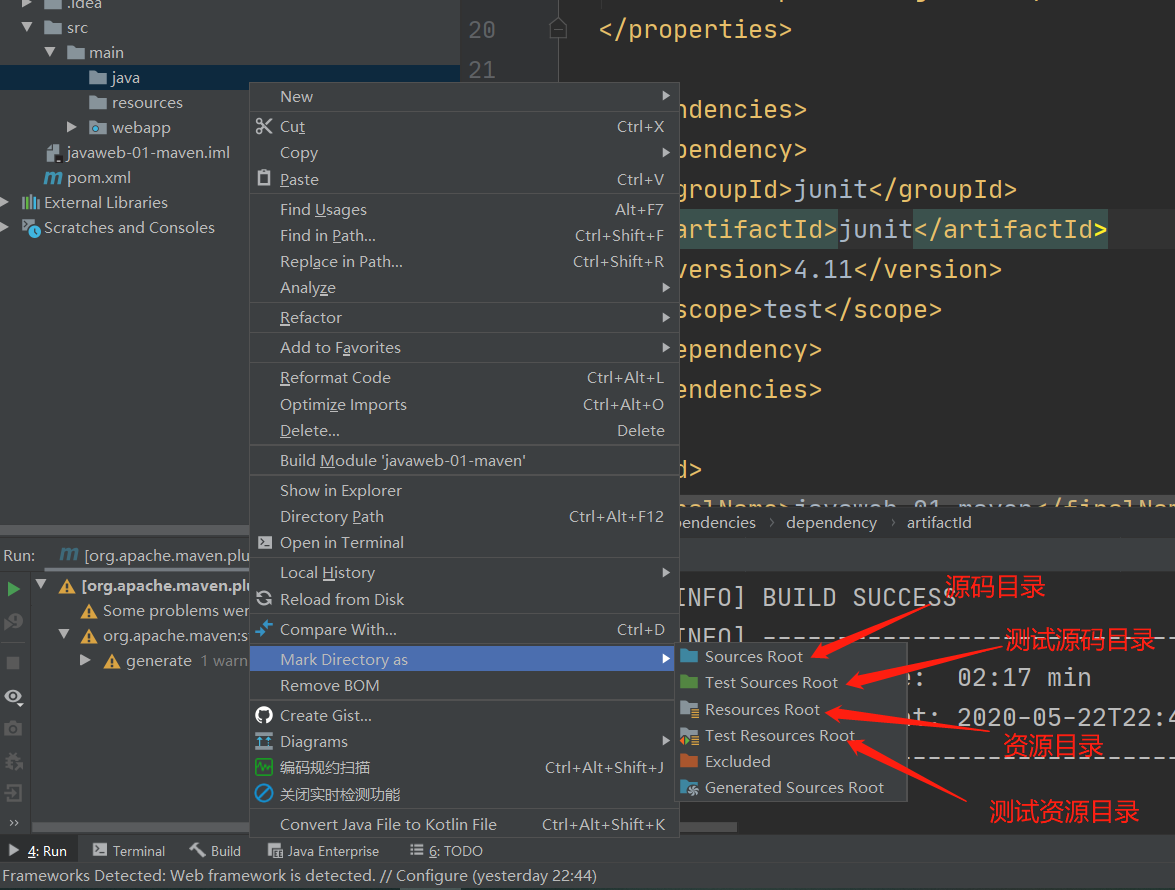 .idea
src
main
java
resources
webapp
javaweb-01-maven.iml
pom.xml
External Libraries
Scratches and Consoles
20
</properties>
21
ndencies>
pendency>
groupId>junit</groupId>
artifactId>junit</artifactId>
version>4.11</version>
scope>test</scope>
ependency>
endencies>
d>
finalName>javaweb-01-maven</finalName
pendencies › dependency › artifactId
New
Cut Ctrl+X
Copy
Paste Ctrl+V
Find Usages Alt+F7
Find in Path... Ctrl+Shift+F
Replace in Path... Ctrl+Shift+R
Analyze
Refactor
Add to Favorites
Reformat Code Ctrl+Alt+L
Optimize Imports Ctrl+Alt+O
Delete... Delete
Build Module 'javaweb-01-maven'
Show in Explorer
Directory Path Ctrl+Alt+F12
Open in Terminal
Local History
Reload from Disk
Compare With... Ctrl+D
Mark Directory as
Remove BOM
Create Gist...
Diagrams
编码规约扫描 Ctrl+Alt+Shift+J
关闭实时检测功能
Convert Java File to Kotlin File Ctrl+Alt+Shift+K
Sources Root
Test Sources Root
Resources Root
Test Resources Root
Excluded
Generated Sources Root
源码目录
测试源码目录
资源目录
测试资源目录
Run: [org.apache.maven.plu
[org.apache.maven.plu
Some problems wer
org.apache.maven:s
generate 1 warn
INFO] BUILD SUCCESS
INFO] ------------------
e: 02:17 min
t: 2020-05-22T22:4
4: Run Terminal Build Java Enterprise 6: TODO
Frameworks Detected: Web framework is detected. // Configure (yesterday 22:44)